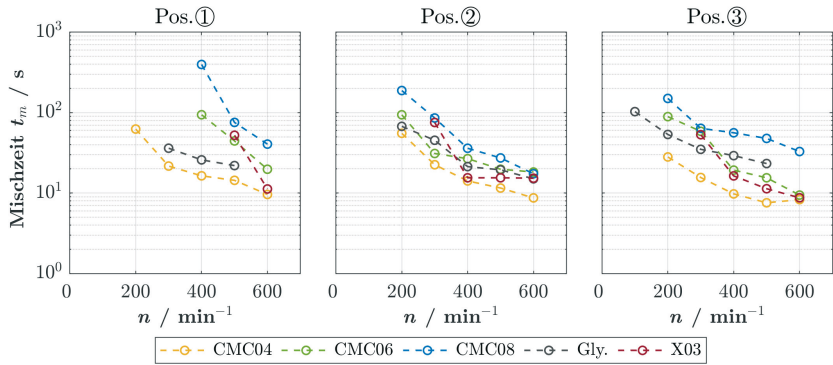 Pos.① Pos.② Pos.③
Mischzeit tₘ / s
10³
10²
10¹
10⁰
0 200 400 600 0 200 400 600 0 200 400 600
n / min⁻¹ n / min⁻¹ n / min⁻¹
CMC04 CMC06 CMC08 Gly. X03